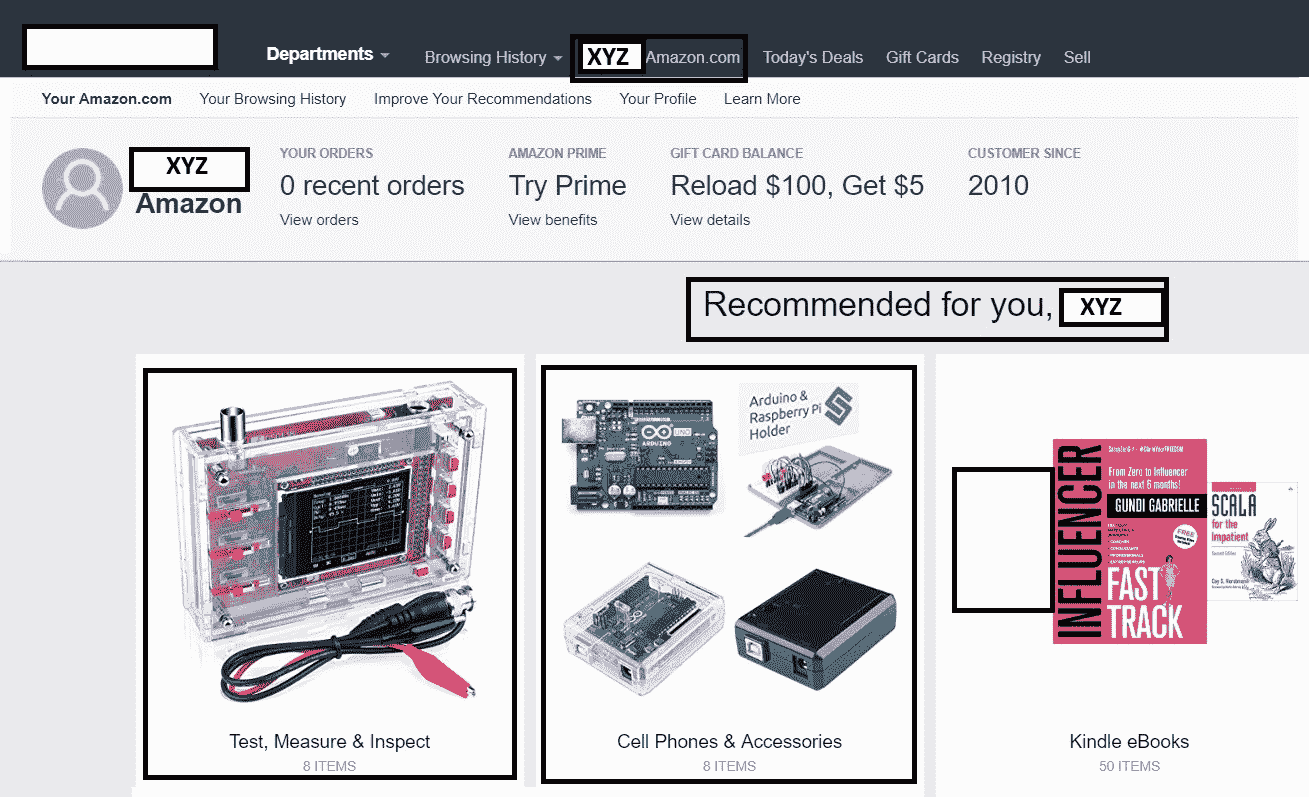 Departments Browsing History XYZ Amazon.com Today's Deals Gift Cards Registry Sell
Your Amazon.com Your Browsing History Improve Your Recommendations Your Profile Learn More
XYZ
Amazon
YOUR ORDERS
0 recent orders
View orders
AMAZON PRIME
Try Prime
View benefits
GIFT CARD BALANCE
Reload $100, Get $5
View details
CUSTOMER SINCE
2010
Recommended for you, XYZ
Arduino &
Raspberry Pi
Holder
UNO
ARDUINO
INFLUENCER
From Zero to Influencer
in the next 6 months!
GUNDI GABRIELLE
FREE
FAST
TRACK
SCALA
for the
Impatient
Test, Measure & Inspect
8 ITEMS
Cell Phones & Accessories
8 ITEMS
Kindle eBooks
50 ITEMS